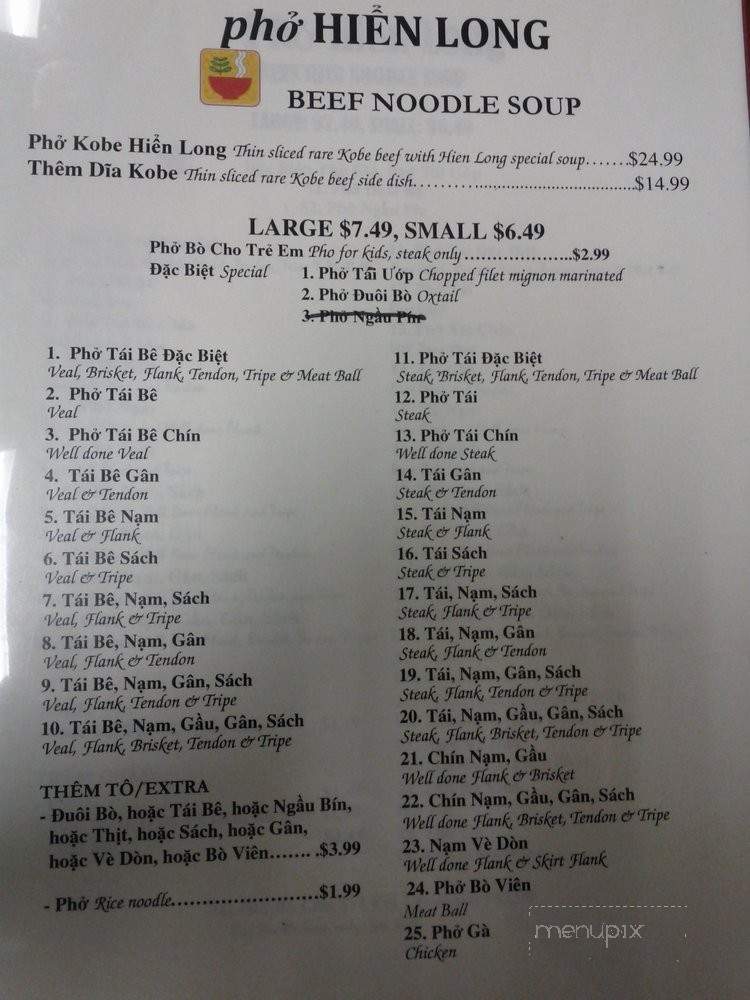 phở HIỂN LONG
BEEF NOODLE SOUP
Phở Kobe Hiển Long Thin sliced rare Kobe beef with Hien Long special soup.......$24.99
Thêm Dĩa Kobe Thin sliced rare Kobe beef side dish..................................................$14.99
LARGE $7.49, SMALL $6.49
Phở Bò Cho Trẻ Em Pho for kids, steak only.....................$2.99
Đặc Biệt Special 1. Phở Tái Ướp Chopped filet mignon marinated
2. Phở Đuôi Bò Oxtail
3. Phở Ngầu Pín
1. Phở Tái Bê Đặc Biệt
Veal, Brisket, Flank, Tendon, Tripe & Meat Ball
2. Phở Tái Bê
Veal
3. Phở Tái Bê Chín
Well done Veal
4. Tái Bê Gân
Veal & Tendon
5. Tái Bê Nạm
Veal & Flank
6. Tái Bê Sách
Veal & Tripe
7. Tái Bê, Nạm, Sách
Veal, Flank & Tripe
8. Tái Bê, Nạm, Gân
Veal, Flank & Tendon
9. Tái Bê, Nạm, Gân, Sách
Veal, Flank, Tendon & Tripe
10. Tái Bê, Nạm, Gầu, Gân, Sách
Veal, Flank, Brisket, Tendon & Tripe
THÊM TÔ/EXTRA
- Đuôi Bò, hoặc Tái Bê, hoặc Ngầu Bín,
hoặc Thịt, hoặc Sách, hoặc Gân,
hoặc Vè Dòn, hoặc Bò Viên....... .$3.99
- Phở Rice noodle.........................$1.99
11. Phở Tái Đặc Biệt
Steak, Brisket, Flank, Tendon, Tripe & Meat Ball
12. Phở Tái
Steak
13. Phở Tái Chín
Well done Steak
14. Tái Gân
Steak & Tendon
15. Tái Nạm
Steak & Flank
16. Tái Sách
Steak & Tripe
17. Tái, Nạm, Sách
Steak, Flank & Tripe
18. Tái, Nạm, Gân
Steak, Flank & Tendon
19. Tái, Nạm, Gân, Sách
Steak, Flank, Tendon & Tripe
20. Tái, Nạm, Gầu, Gân, Sách
Steak, Flank, Brisket, Tendon & Tripe
21. Chín Nạm, Gầu
Well done Flank & Brisket
22. Chín Nạm, Gầu, Gân, Sách
Well done Flank, Brisket, Tendon & Tripe
23. Nạm Vè Dòn
Well done Flank & Skirt Flank
24. Phở Bò Viên
Meat Ball
25. Phở Gà
Chicken
menupix